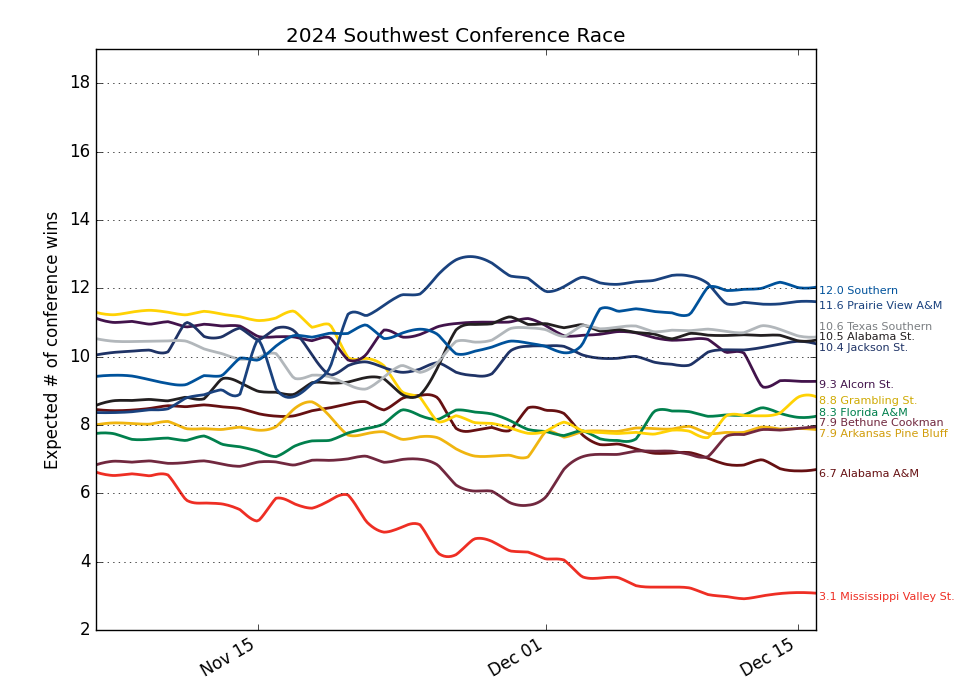 2024 Southwest Conference Race
Expected # of conference wins
18
16
14
12
10
8
6
4
2
Nov 15
Dec 01
Dec 15
12.0 Southern
11.6 Prairie View A&M
10.6 Texas Southern
10.5 Alabama St.
10.4 Jackson St.
9.3 Alcorn St.
8.8 Grambling St.
8.3 Florida A&M
7.9 Bethune Cookman
7.9 Arkansas Pine Bluff
6.7 Alabama A&M
3.1 Mississippi Valley St.